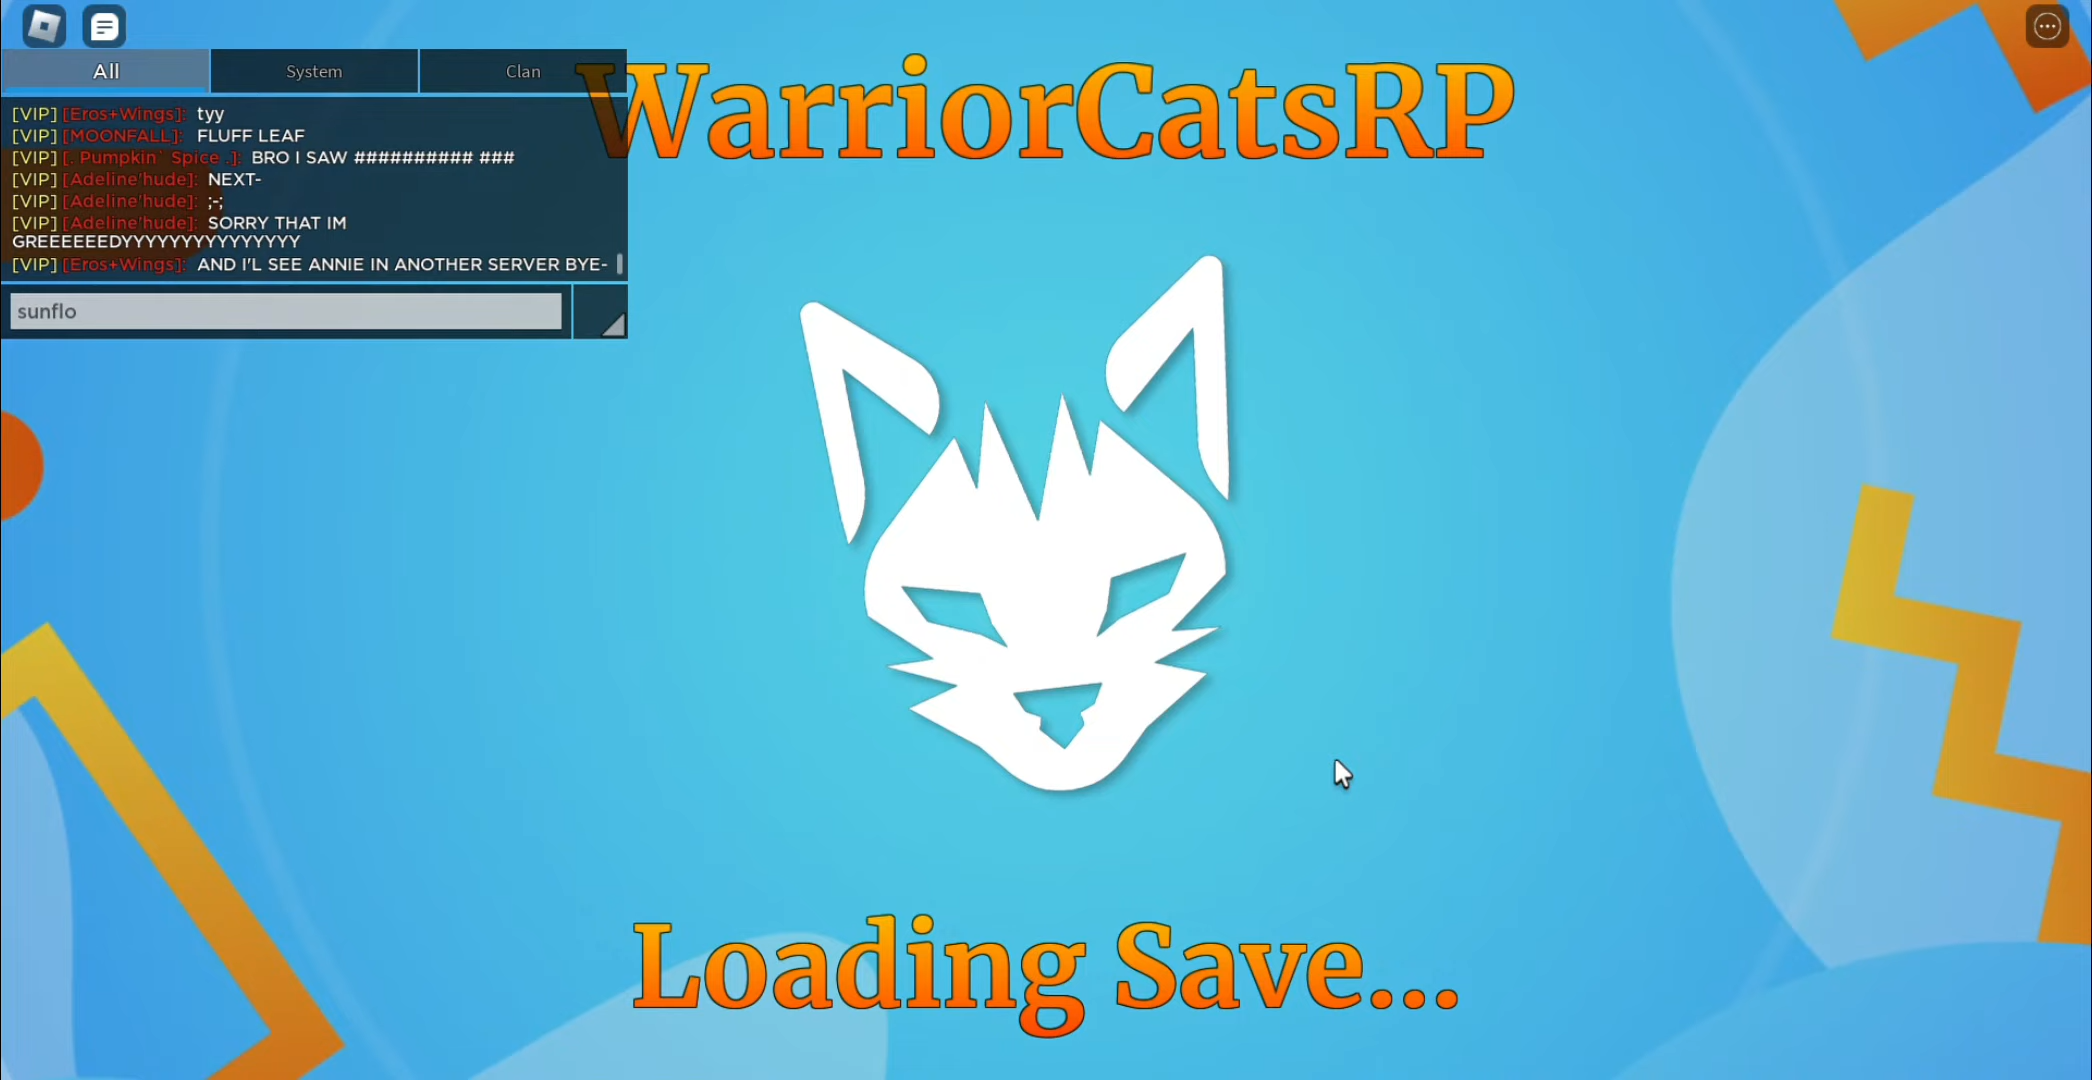 All
System
Clan
WarriorCatsRP
[VIP] [Eros+Wings]: tyy
[VIP] [MOONFALL]: FLUFF LEAF
[VIP] [. Pumpkin` Spice .]: BRO I SAW ########## ###
[VIP] [Adeline'hude]: NEXT-
[VIP] [Adeline'hude]: ;-;
[VIP] [Adeline'hude]: SORRY THAT IM
GREEEEEEDYYYYYYYYYYYYYYY
[VIP] [Eros+Wings]: AND I'L SEE ANNIE IN ANOTHER SERVER BYE-
sunflo
Loading Save...